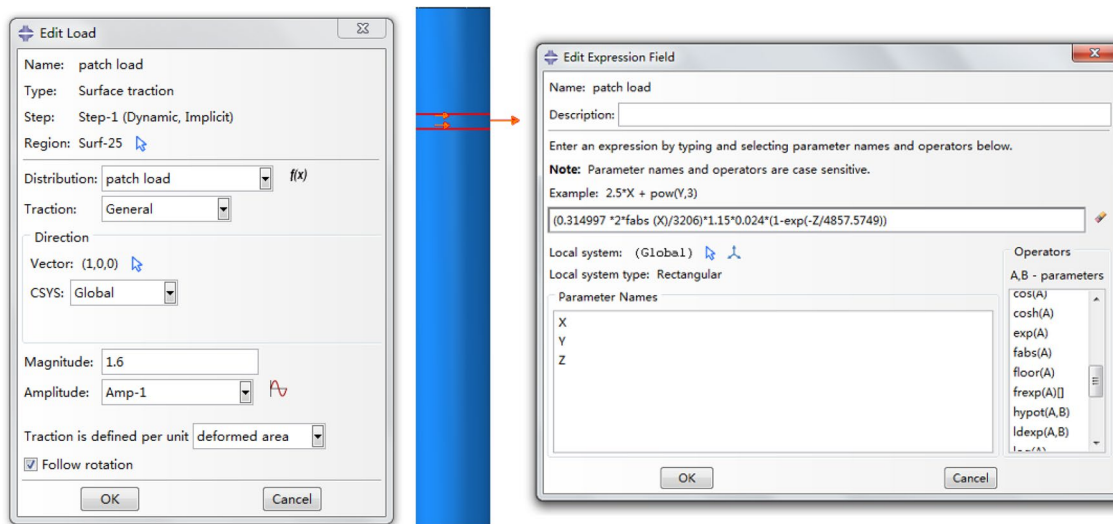 Edit Load
Name: patch load
Type: Surface traction
Step: Step-1 (Dynamic, Implicit)
Region: Surf-25
Distribution: patch load f(x)
Traction: General
Direction
Vector: (1,0,0)
CSYS: Global
Magnitude: 1.6
Amplitude: Amp-1
Traction is defined per unit deformed area
Follow rotation
OK Cancel
Edit Expression Field
Name: patch load
Description:
Enter an expression by typing and selecting parameter names and operators below.
Note: Parameter names and operators are case sensitive.
Example: 2.5*X + pow(Y,3)
(0.314997 *2*fabs (X)/3206)*1.15*0.024*(1-exp(-Z/4857.5749))
Local system: (Global)
Local system type: Rectangular
Parameter Names
X
Y
Z
Operators
A,B - parameters
cos(A)
cosh(A)
exp(A)
fabs(A)
floor(A)
frexp(A)[]
hypot(A,B)
ldexp(A,B)
log(A)
OK Cancel